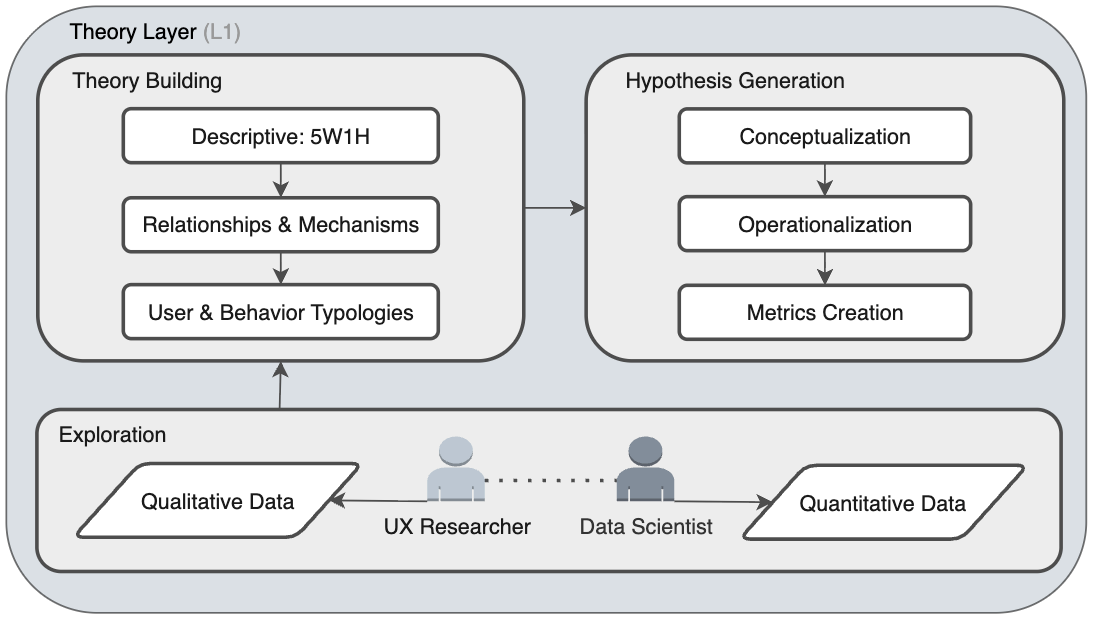 Theory Layer (L1)
Theory Building
Descriptive: 5W1H
Relationships & Mechanisms
User & Behavior Typologies
Hypothesis Generation
Conceptualization
Operationalization
Metrics Creation
Exploration
Qualitative Data
UX Researcher
Data Scientist
Quantitative Data